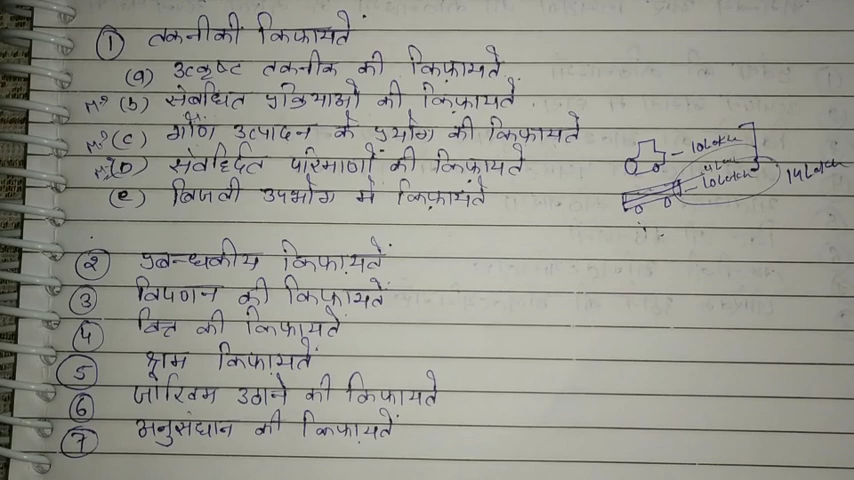 ① तकनीकी किफायतें
(a) उत्कृष्ट तकनीक की किफ़ायतें
(b) संबंधित प्रक्रियाओं की किफ़ायतें
(c) गौण उत्पादन के प्रयोग की किफायतें
(D) संवर्द्धित परिमाणों की किफ़ायतें
(e) बिजली उपभोग में किफ़ायतें
② प्रबन्धकीय किफ़ायतें
③ विपणन की किफ़ायतें
④ वित्त की किफ़ायतें
⑤ श्रम किफ़ायतें
⑥ जोखिम उठाने की किफायतें
⑦ अनुसंधान की किफ़ायतें